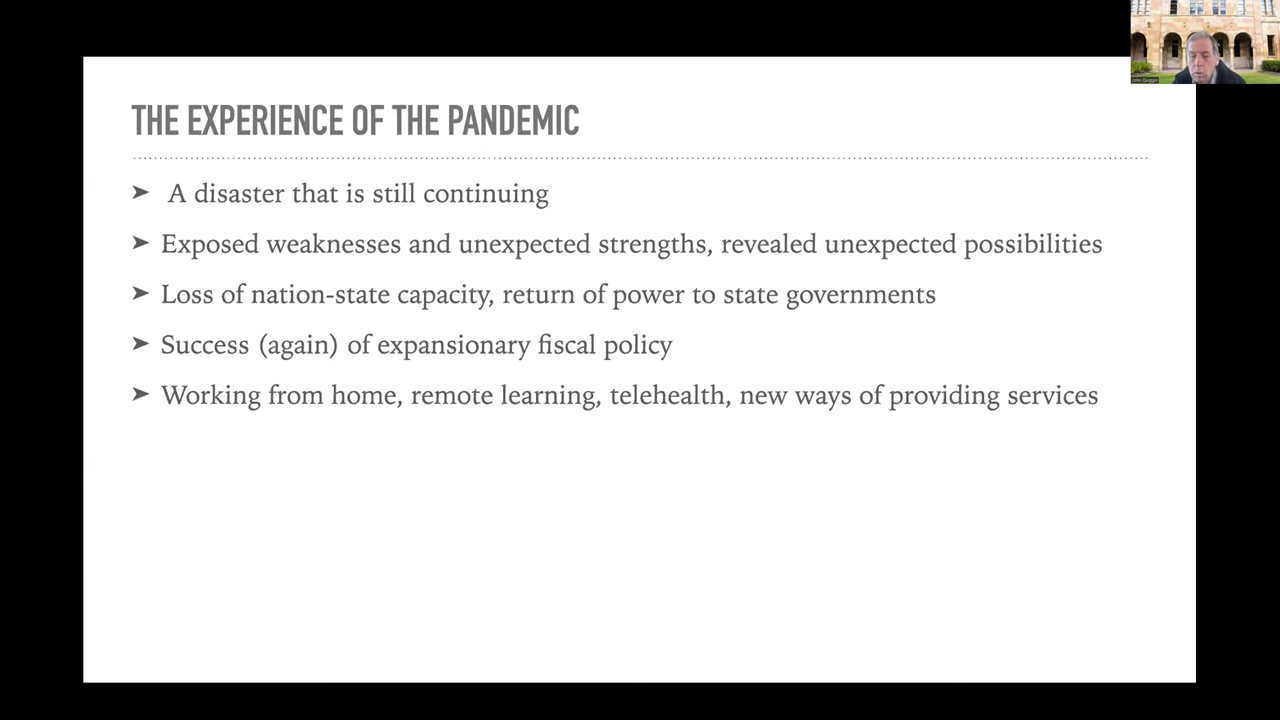 THE EXPERIENCE OF THE PANDEMIC
➤ A disaster that is still continuing
➤ Exposed weaknesses and unexpected strengths, revealed unexpected possibilities
➤ Loss of nation-state capacity, return of power to state governments
➤ Success (again) of expansionary fiscal policy
➤ Working from home, remote learning, telehealth, new ways of providing services
John Quiggin